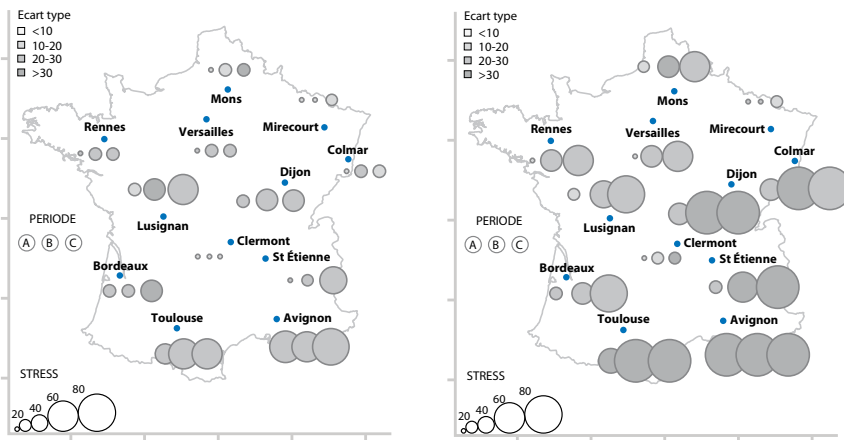 Ecart type
<10
10-20
20-30
>30
Mons
Rennes
Versailles
Mirecourt
Colmar
Dijon
PERIODE
A B C
Lusignan
Clermont
St Étienne
Bordeaux
Toulouse
Avignon
STRESS
20 40 60 80
Ecart type
<10
10-20
20-30
>30
Mons
Rennes
Versailles
Mirecourt
Colmar
Dijon
PERIODE
A B C
Lusignan
Clermont
St Étienne
Bordeaux
Toulouse
Avignon
STRESS
20 40 60 80